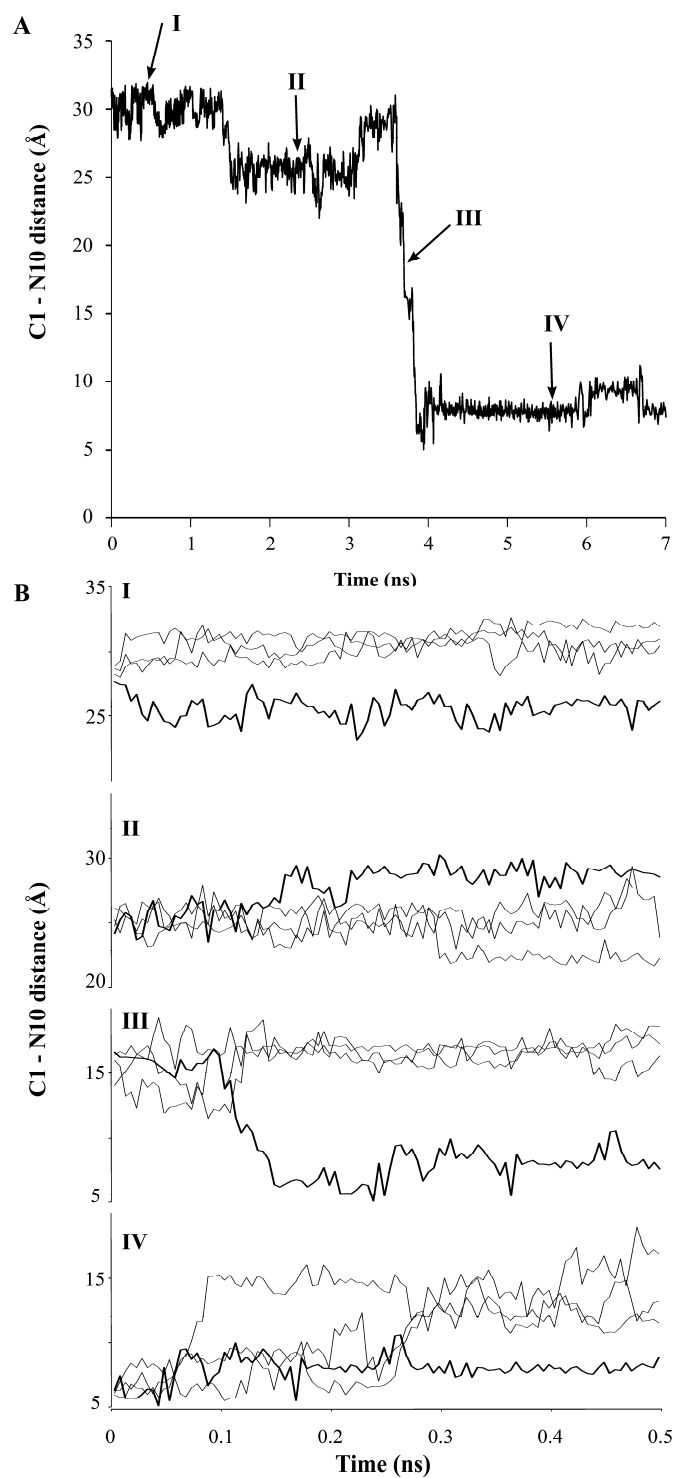 A
I
35
II
30
25
III
20
15
IV
10
5
0
0 1 2 3 4 5 6 7
Time (ns)
C1 - N10 distance (Å)
B
I
35
25
II
30
20
III
15
5
IV
15
5
0 0.1 0.2 0.3 0.4 0.5
Time (ns)
C1 - N10 distance (Å)